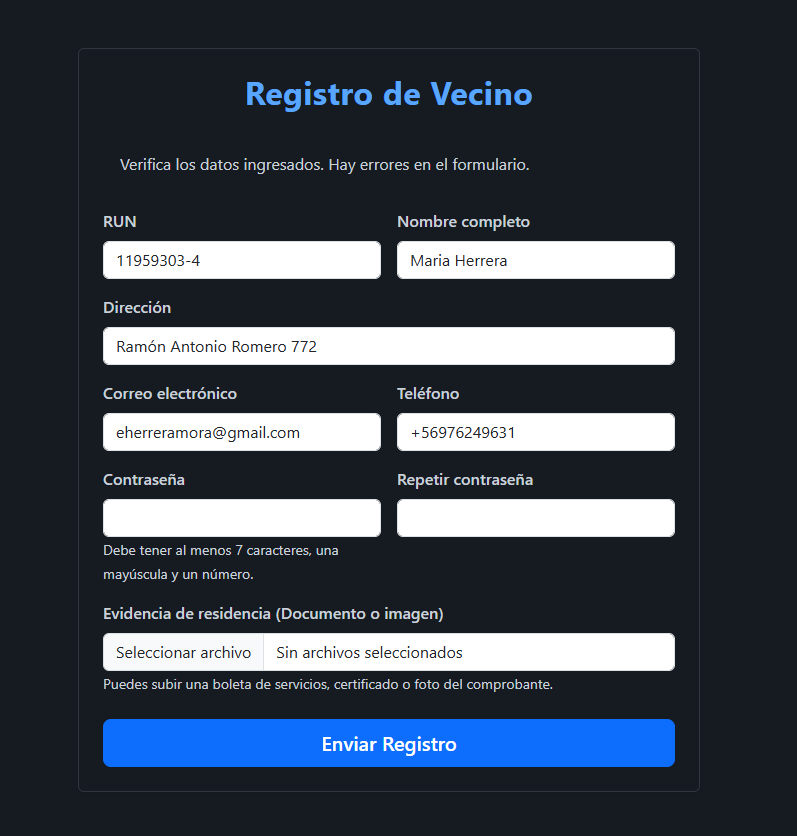 Registro de Vecino
Verifica los datos ingresados. Hay errores en el formulario.
RUN
Nombre completo
11959303-4
Maria Herrera
Dirección
Ramón Antonio Romero 772
Correo electrónico
Teléfono
eherreramora@gmail.com
+56976249631
Contraseña
Repetir contraseña
Debe tener al menos 7 caracteres, una
mayúscula y un número.
Evidencia de residencia (Documento o imagen)
Seleccionar archivo
Sin archivos seleccionados
Puedes subir una boleta de servicios, certificado o foto del comprobante.
Enviar Registro